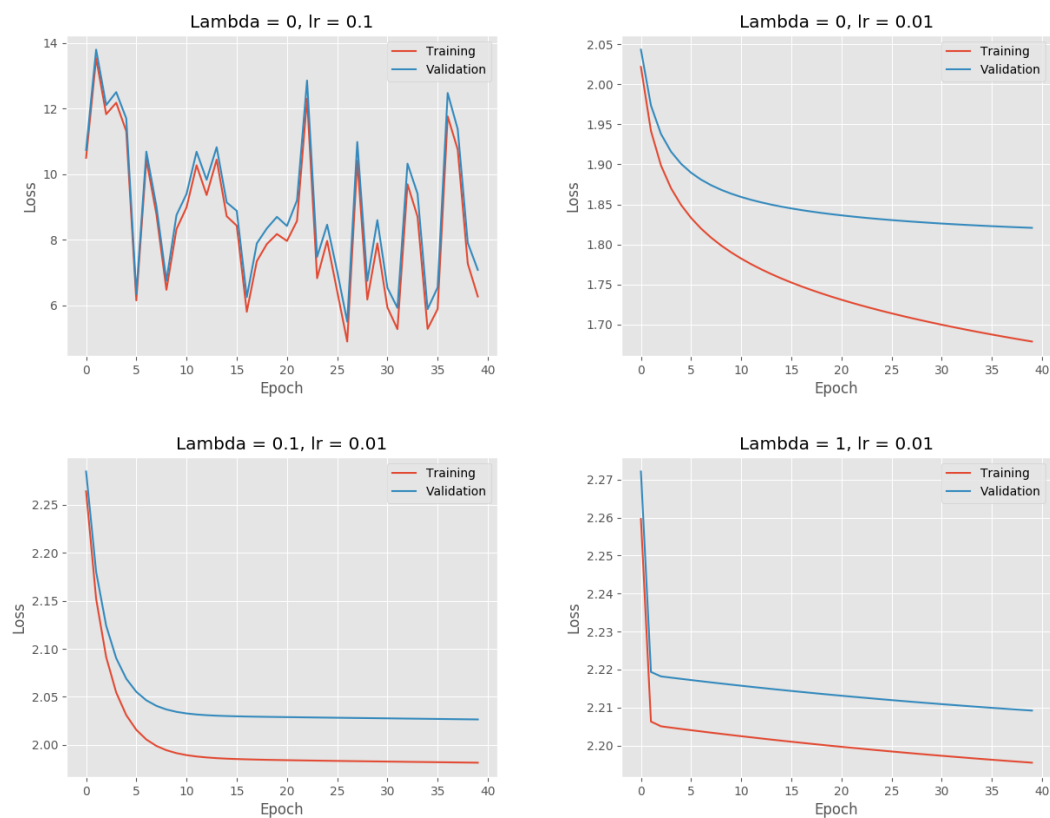 Lambda = 0, lr = 0.1
14
12
10
8
6
Loss
0 5 10 15 20 25 30 35 40
Epoch
Training
Validation
Lambda = 0, lr = 0.01
2.05
2.00
1.95
1.90
1.85
1.80
1.75
1.70
Loss
0 5 10 15 20 25 30 35 40
Epoch
Training
Validation
Lambda = 0.1, lr = 0.01
2.25
2.20
2.15
2.10
2.05
2.00
Loss
0 5 10 15 20 25 30 35 40
Epoch
Training
Validation
Lambda = 1, lr = 0.01
2.27
2.26
2.25
2.24
2.23
2.22
2.21
2.20
Loss
0 5 10 15 20 25 30 35 40
Epoch
Training
Validation